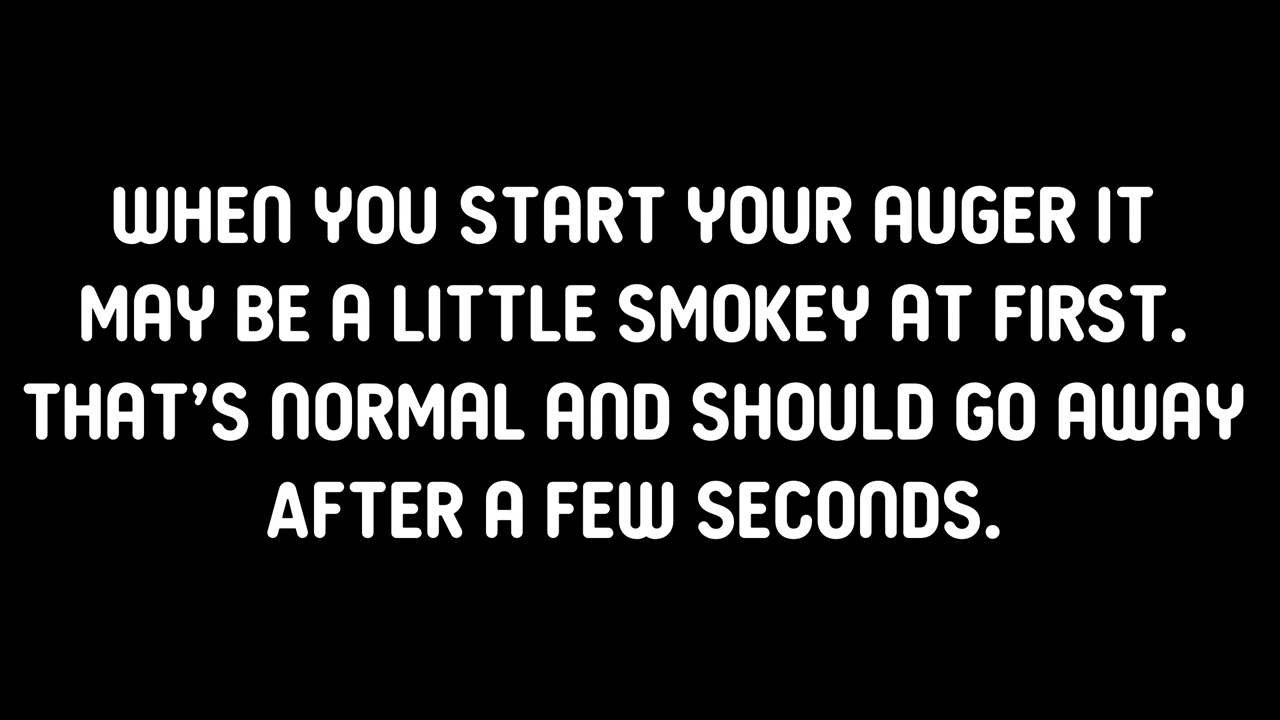 WHEN YOU START YOUR AUGER IT
MAY BE A LITTLE SMOKEY AT FIRST.
THAT'S NORMAL AND SHOULD GO AWAY
AFTER A FEW SECONDS.